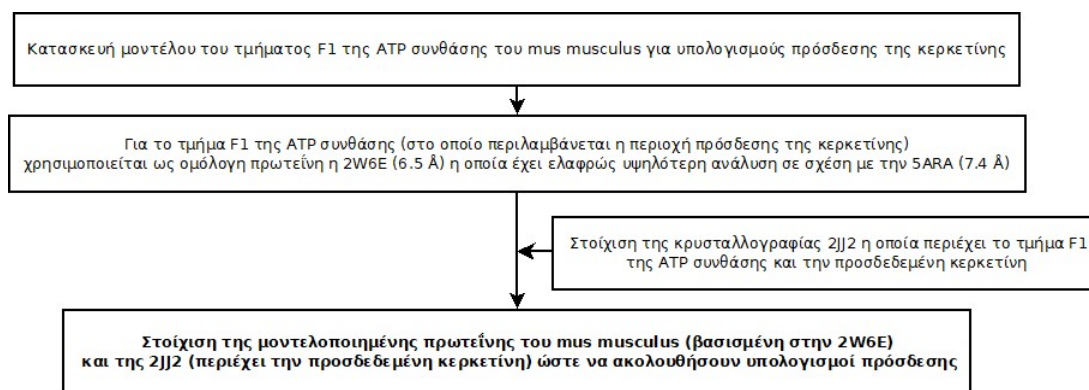 Κατασκευή μοντέλου του τμήματος F1 της ATP συνθάσης του mus musculus για υπολογισμούς πρόσδεσης της κερκετίνης
Για το τμήμα F1 της ATP συνθάσης (στο οποίο περιλαμβάνεται η περιοχή πρόσδεσης της κερκετίνης)
χρησιμοποιείται ως ομόλογη πρωτεΐνη η 2W6E (6.5 Å) η οποία έχει ελαφρώς υψηλότερη ανάλυση σε σχέση με την 5ARA (7.4 Å)
Στοίχιση της κρυσταλλογραφίας 2JJ2 η οποία περιέχει το τμήμα F1
της ATP συνθάσης και την προσδεδεμένη κερκετίνη
Στοίχιση της μοντελοποιημένης πρωτεΐνης του mus musculus (βασισμένη στην 2W6E)
και της 2JJ2 (περιέχει την προσδεδεμένη κερκετίνη) ώστε να ακολουθήσουν υπολογισμοί πρόσδεσης